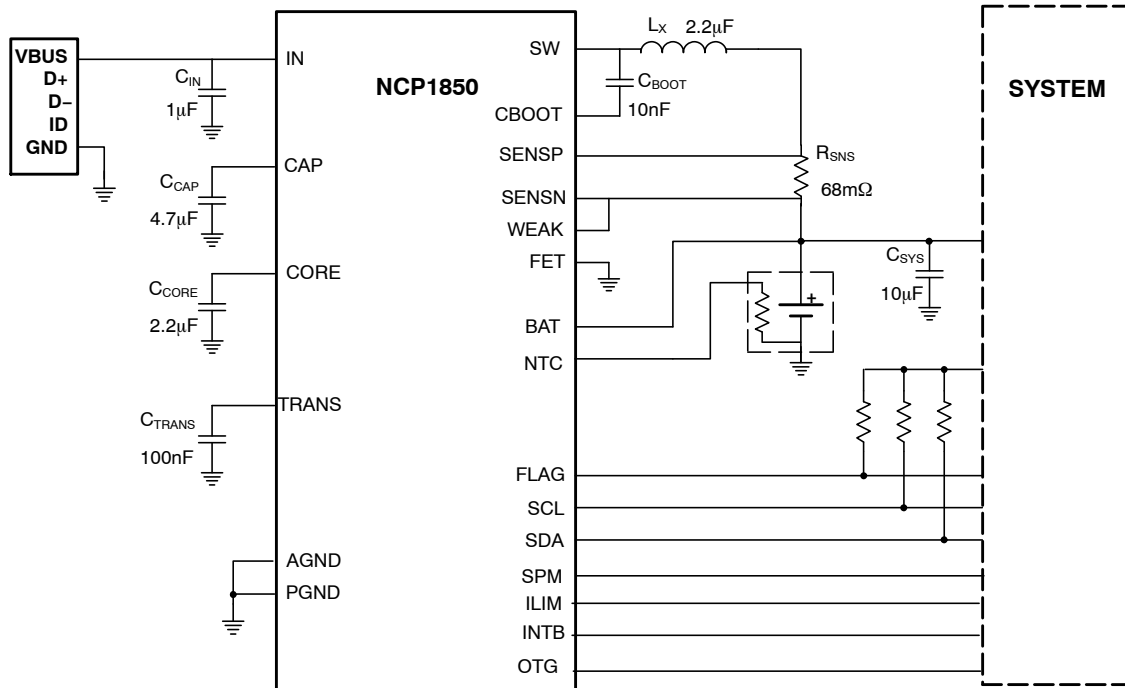 VBUS
D+
D−
ID
GND
C_IN
1μF
C_CAP
4.7μF
C_CORE
2.2μF
C_TRANS
100nF
IN
CAP
CORE
TRANS
AGND
PGND
NCP1850
SW
CBOOT
SENSP
SENSN
WEAK
FET
BAT
NTC
FLAG
SCL
SDA
SPM
ILIM
INTB
OTG
L_X 2.2μF
C_BOOT
10nF
R_SNS
68mΩ
+
C_SYS
10μF
SYSTEM